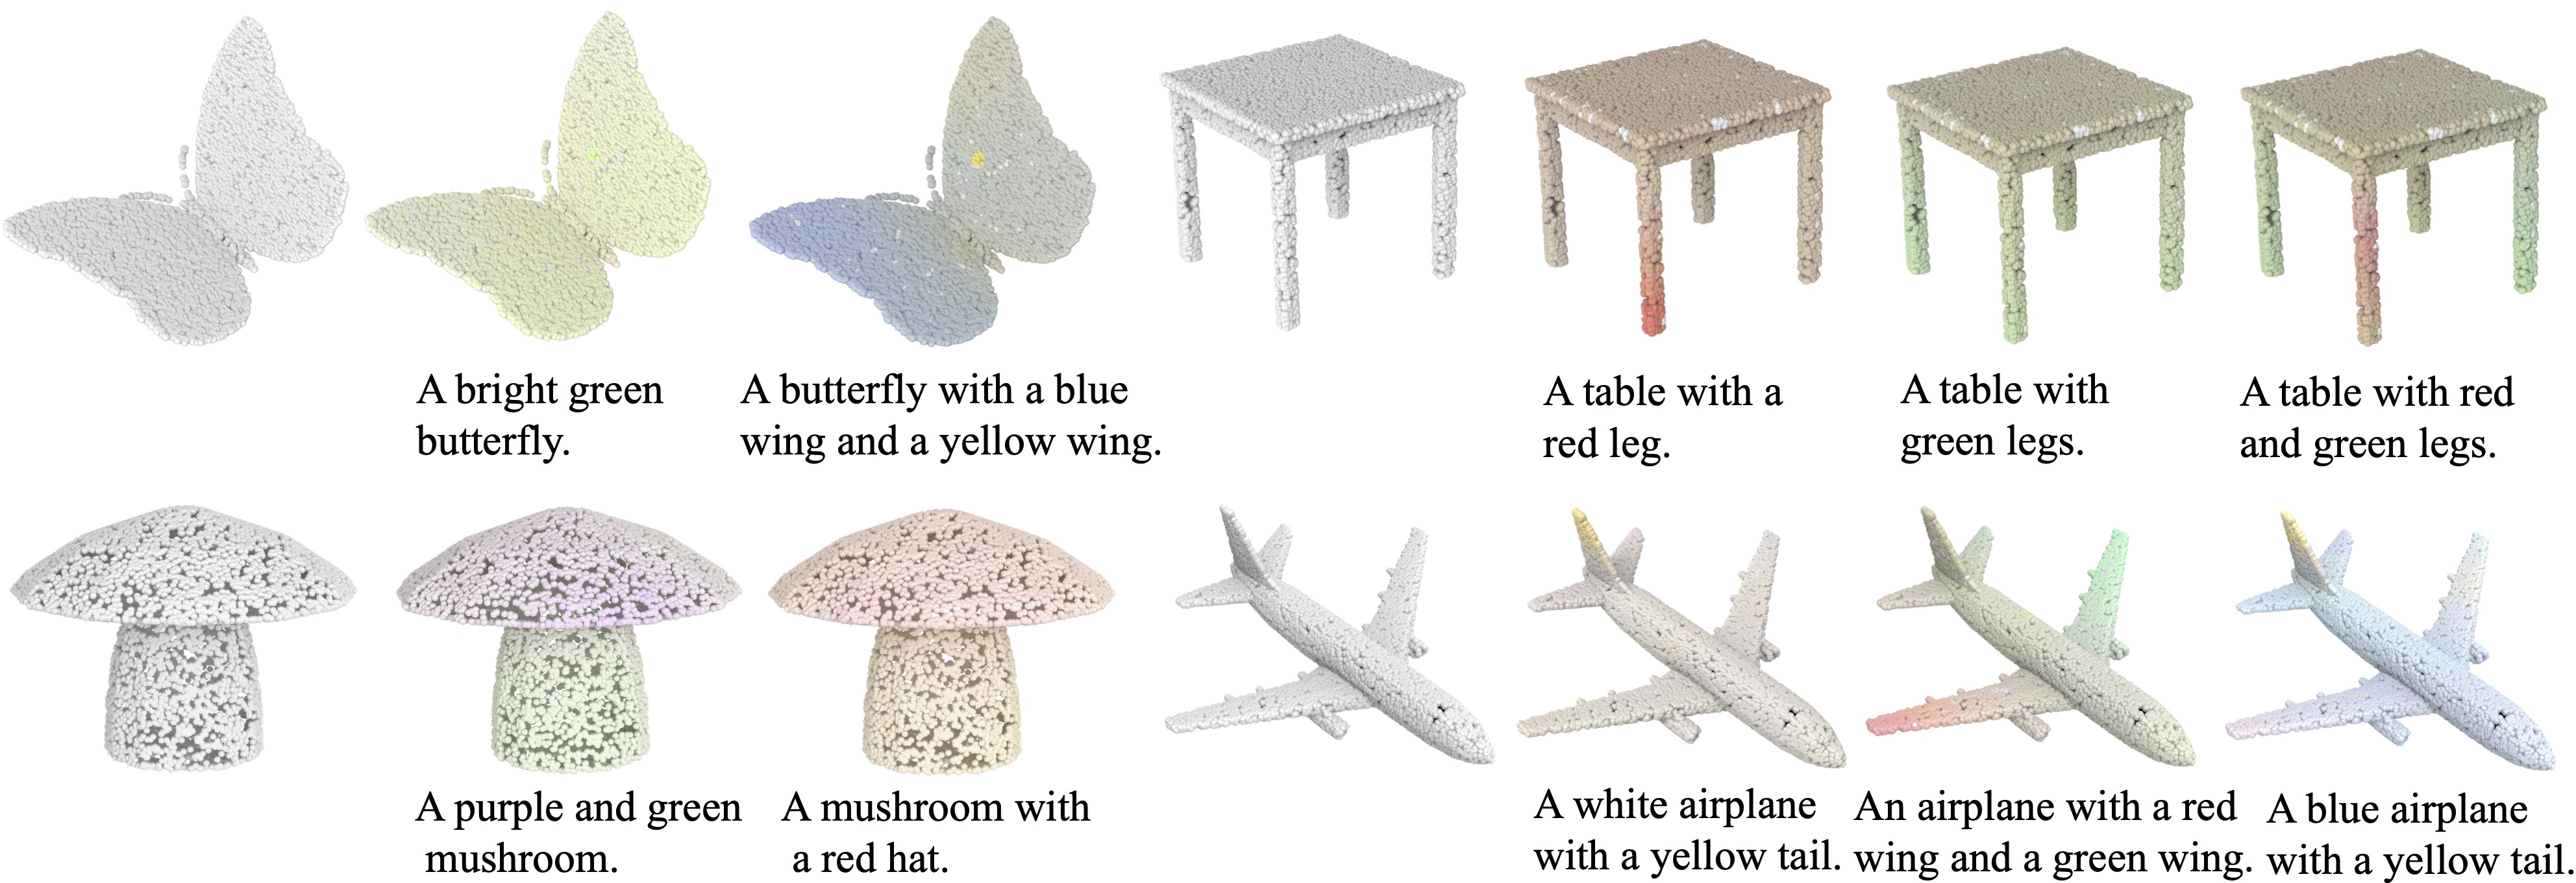 A bright green
butterfly.
A butterfly with a blue
wing and a yellow wing.
A table with a
red leg.
A table with
green legs.
A table with red
and green legs.
A purple and green
mushroom.
A mushroom with
a red hat.
A white airplane
with a yellow tail.
An airplane with a red
wing and a green wing.
A blue airplane
with a yellow tail.